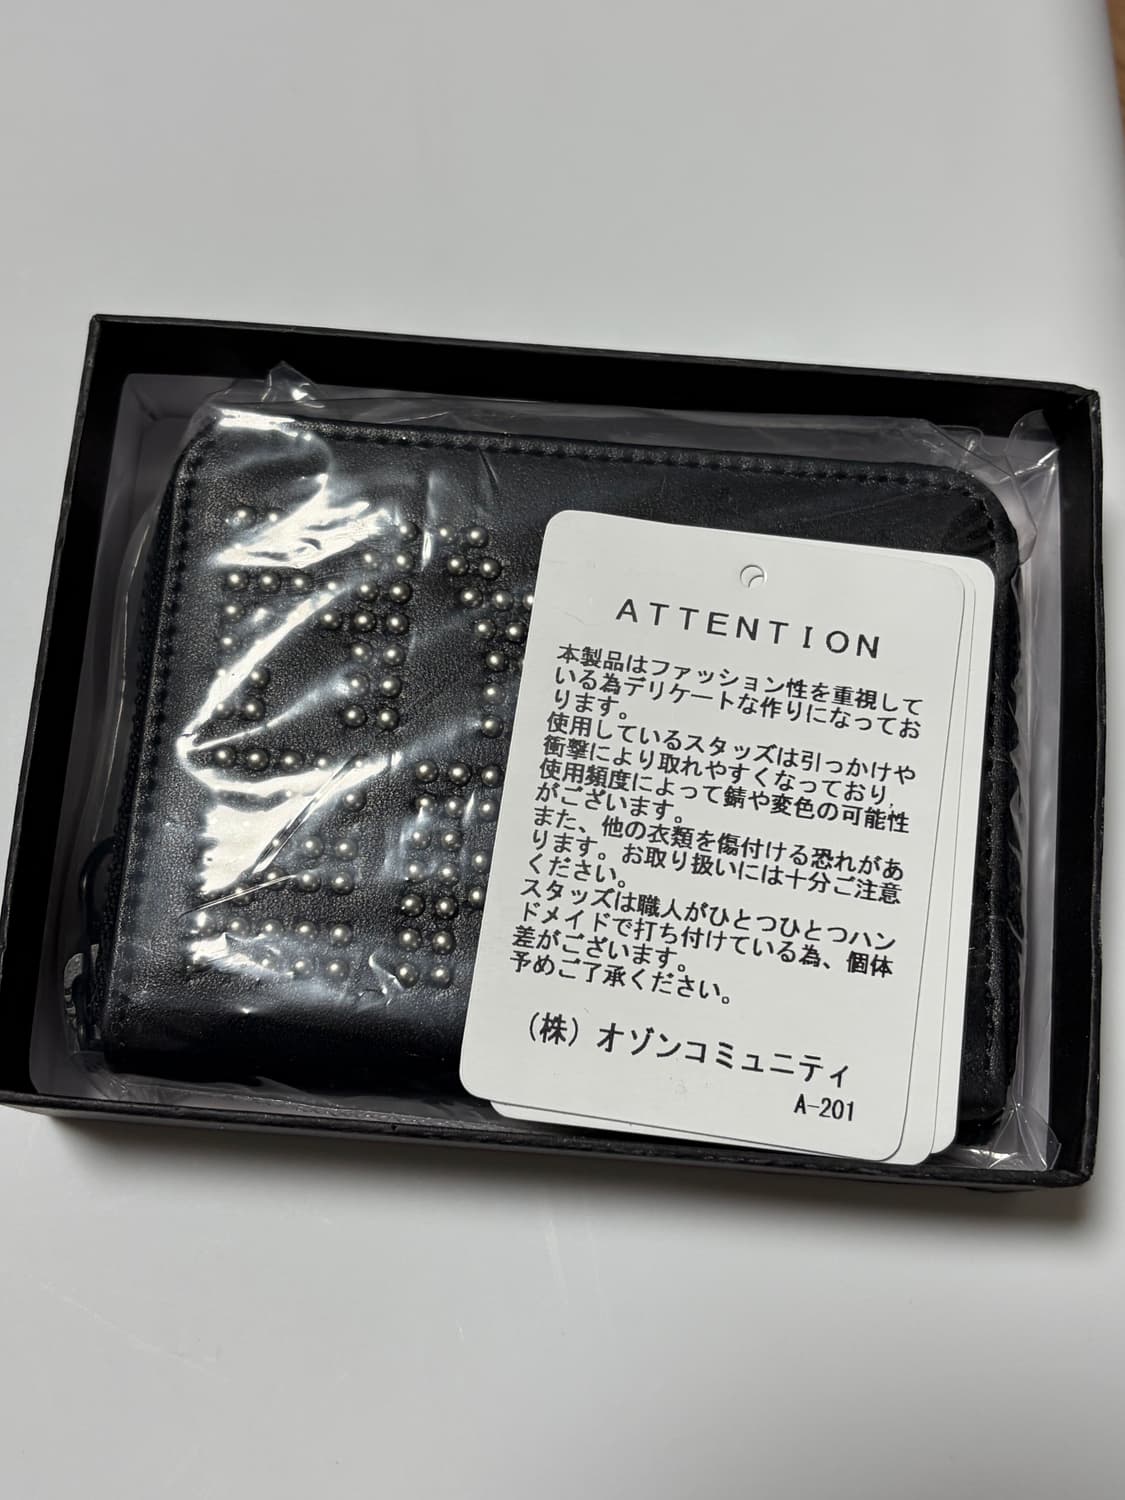 ATTENTION
本製品はファッション性を重視して
いる為デリケートな作りになってお
ります。
使用しているスタッズは引っかけや
衝撃により取れやすくなっており,
使用頻度によって錆や変色の可能性
がございます。
また、他の衣類を傷付ける恐れがあ
ります。お取り扱いには十分ご注意
ください。
スタッズは職人がひとつひとつハン
ドメイドで打ち付けている為、個体
差がございます。
予めご了承ください。
（株）オゾンコミュニティ
A-201